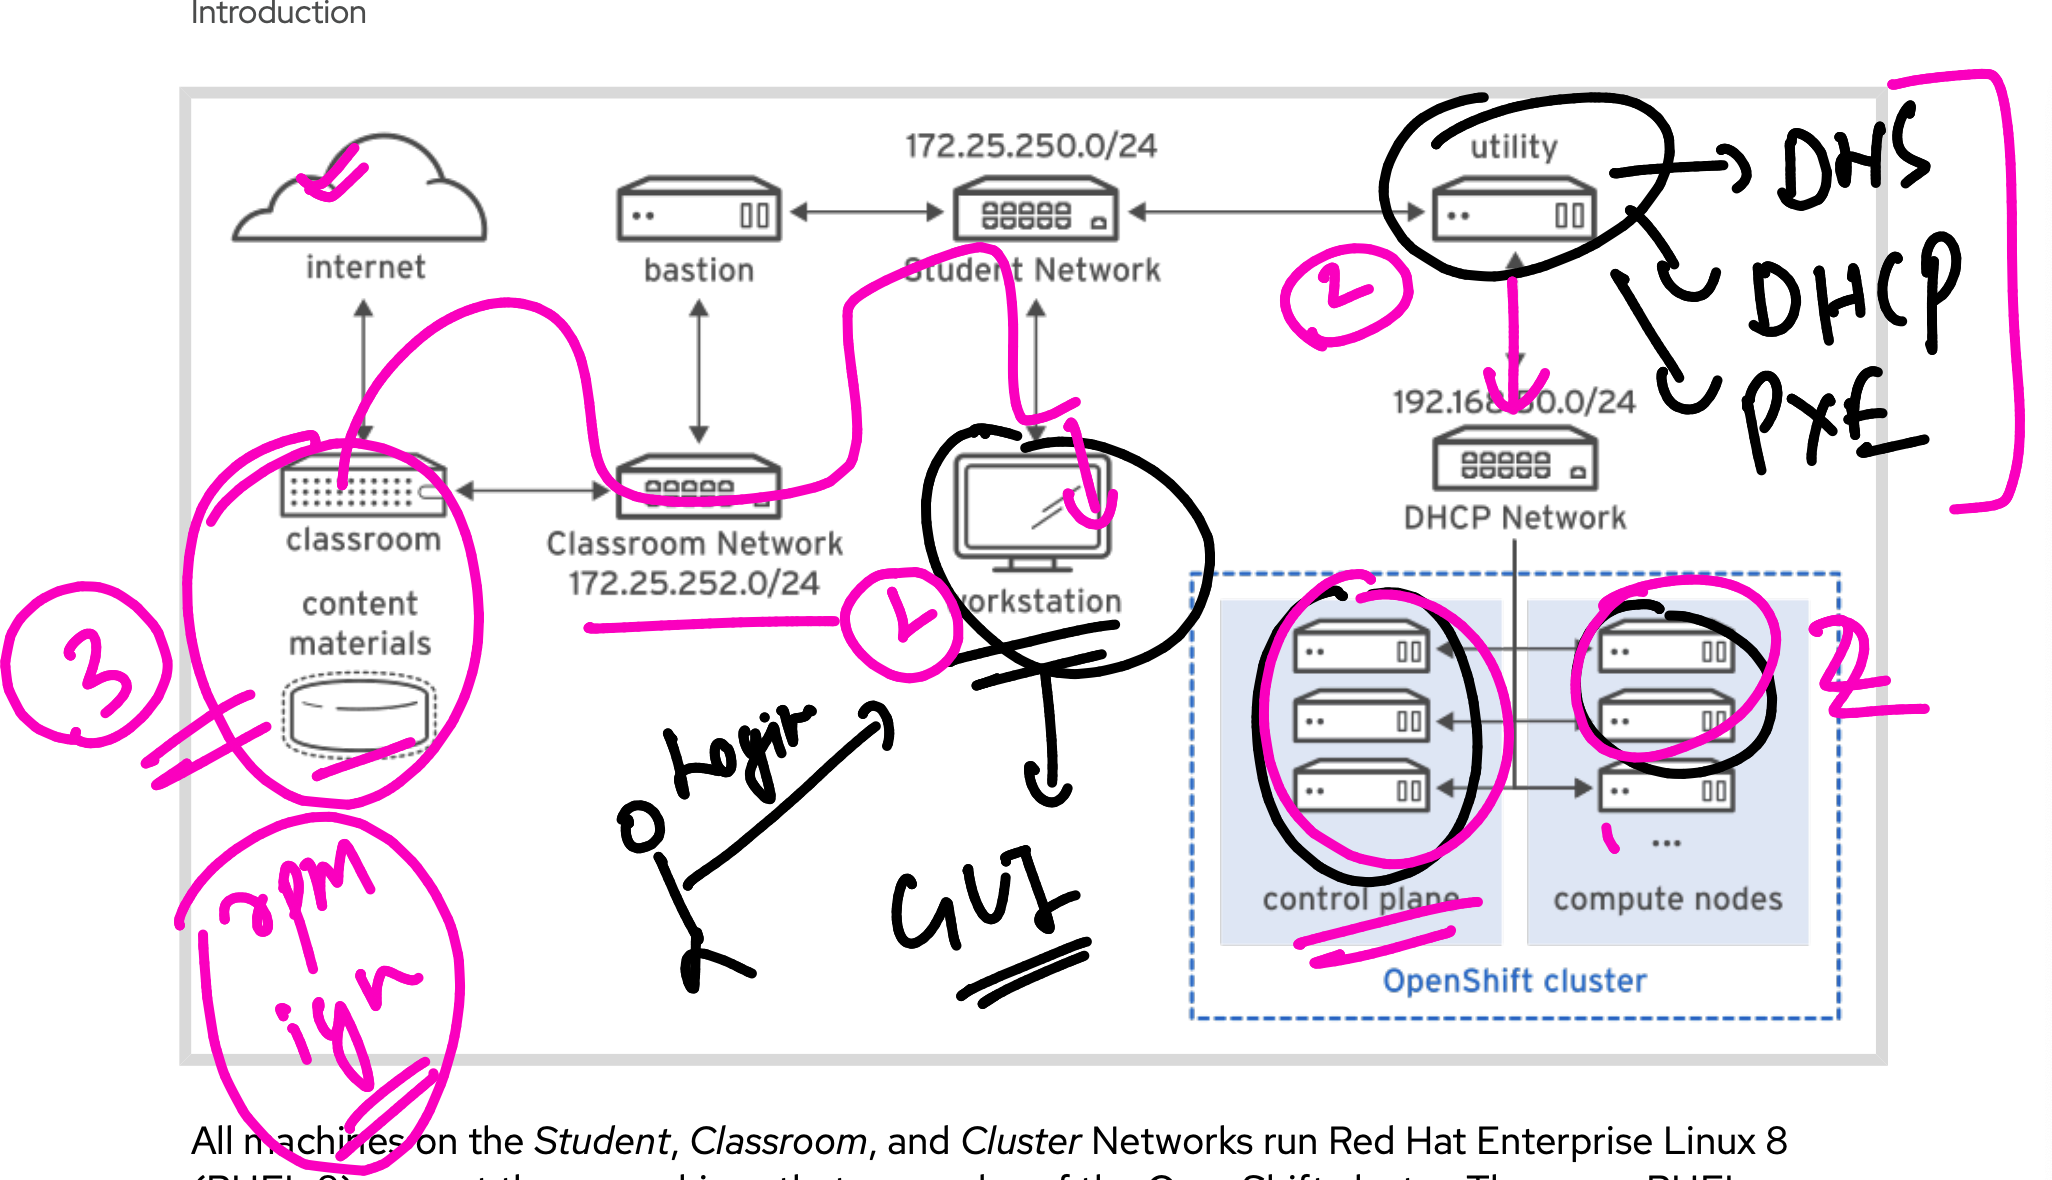 Introduction
172.25.250.0/24
utility
DNS
internet
bastion
Student Network
2
DHCP
192.168.50.0/24
PXE
classroom
Classroom Network
DHCP Network
172.25.252.0/24
1
workstation
content
materials
3
2
Login
rpm
GUI
control plane
compute nodes
...
ign
OpenShift cluster
All machines on the Student, Classroom, and Cluster Networks run Red Hat Enterprise Linux 8